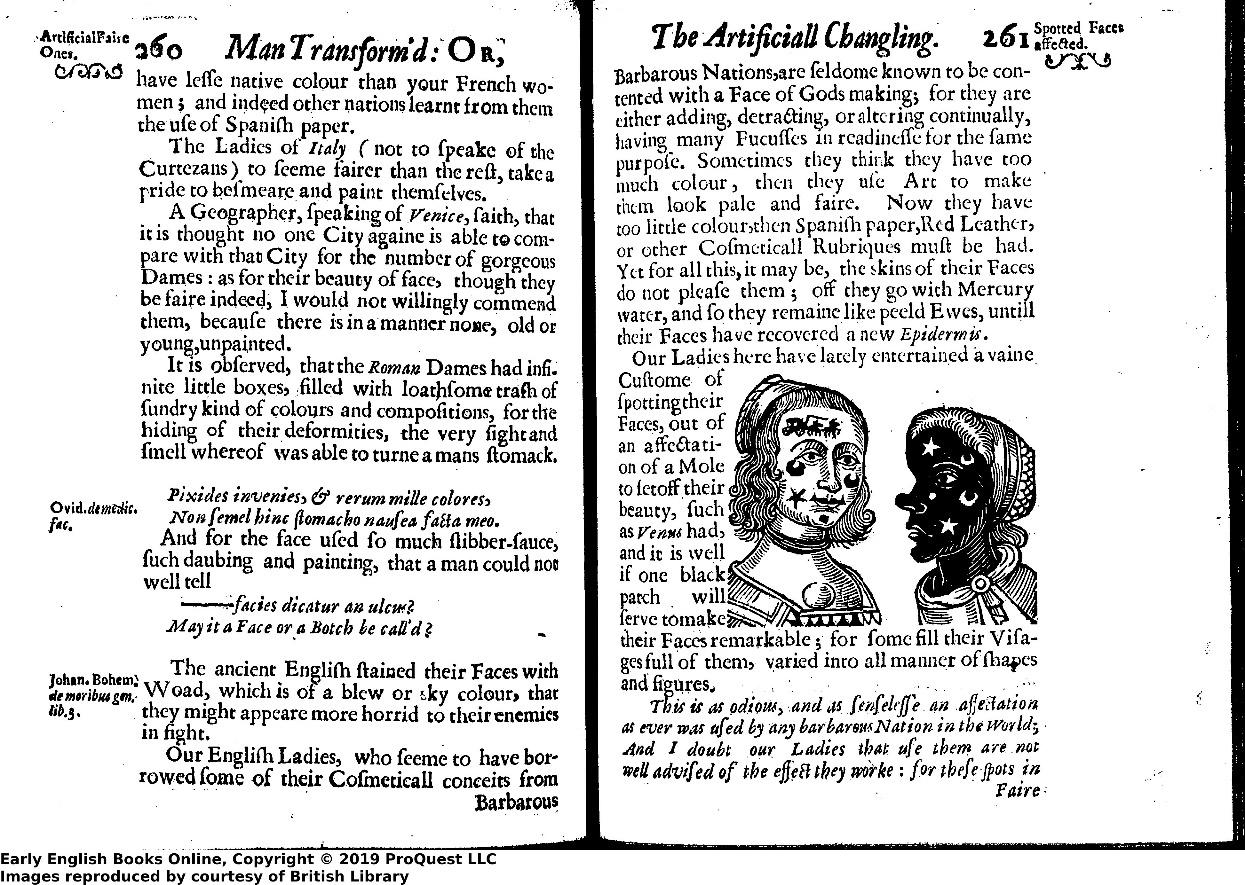 Artificial Faise
Ones.
260 Man Transform'd: OR,
have leſſe native colour than your French wo-
men; and indeed other nations learnt from them
the uſe of Spaniſh paper.
The Ladies of Italy (not to ſpeake of the
Curtezans) to ſeeme fairer than the reſt, take a
pride to beſmeare and paint themſelves.
A Geographer, ſpeaking of Venice, ſaith, that
it is thought no one City againe is able to com-
pare with that City for the number of gorgeous
Dames: as for their beauty of face, though they
be faire indeed, I would not willingly commend
them, becauſe there is in a manner none, old or
young, unpainted.
It is obſerved, that the Roman Dames had infi-
nite little boxes, filled with loathſome traſh of
ſundry kind of colours and compoſitions, for the
hiding of their deformities, the very ſight and
ſmell whereof was able to turne a mans ſtomack.
Ovid. de medic.
fac.
Pixides invenies, & rerum mille colores,
Non ſemel hinc ſtomacho nauſea facta meo.
And for the face uſed ſo much ſlibber-ſauce,
ſuch daubing and painting, that a man could not
well tell
——facies dicatur an ulcus?
May it a Face or a Botch be call'd?
Johan. Bohem.
de moribus gen.
lib.3.
The ancient Engliſh ſtained their Faces with
Woad, which is of a blew or sky colour, that
they might appeare more horrid to their enemies
in fight.
Our Engliſh Ladies, who ſeeme to have bor-
rowed ſome of their Coſmeticall conceits from
Barbarous
The Artificiall Changling. 261
Spotted Faces
affected.
Barbarous Nations, are ſeldome known to be con-
tented with a Face of Gods making; for they are
either adding, detracting, or altering continually,
having many Fucuſſes in readineſſe for the ſame
purpoſe. Sometimes they think they have too
much colour, then they uſe Art to make
them look pale and faire. Now they have
too little colour, then Spaniſh paper, Red Leather,
or other Coſmeticall Rubriques muſt be had.
Yet for all this, it may be, the skins of their Faces
do not pleaſe them; off they go with Mercury
water, and ſo they remaine like peeld Ewes, untill
their Faces have recovered a new Epidermis.
Our Ladies here have lately entertained a vaine
Cuſtome of
ſpotting their
Faces, out of
an affectati-
on of a Mole
to ſet off their
beauty, ſuch
as Venus had,
and it is well
if one black
patch will
ſerve to make
their Faces remarkable; for ſome fill their Viſa-
ges full of them, varied into all manner of ſhapes
and figures.
This is as odious, and as ſenſeleſſe an affectation
as ever was uſed by any barbarous Nation in the World;
And I doubt our Ladies that uſe them are not
well adviſed of the effect they worke: for theſe ſpots in
Faire
Early English Books Online, Copyright © 2019 ProQuest LLC
Images reproduced by courtesy of British Library